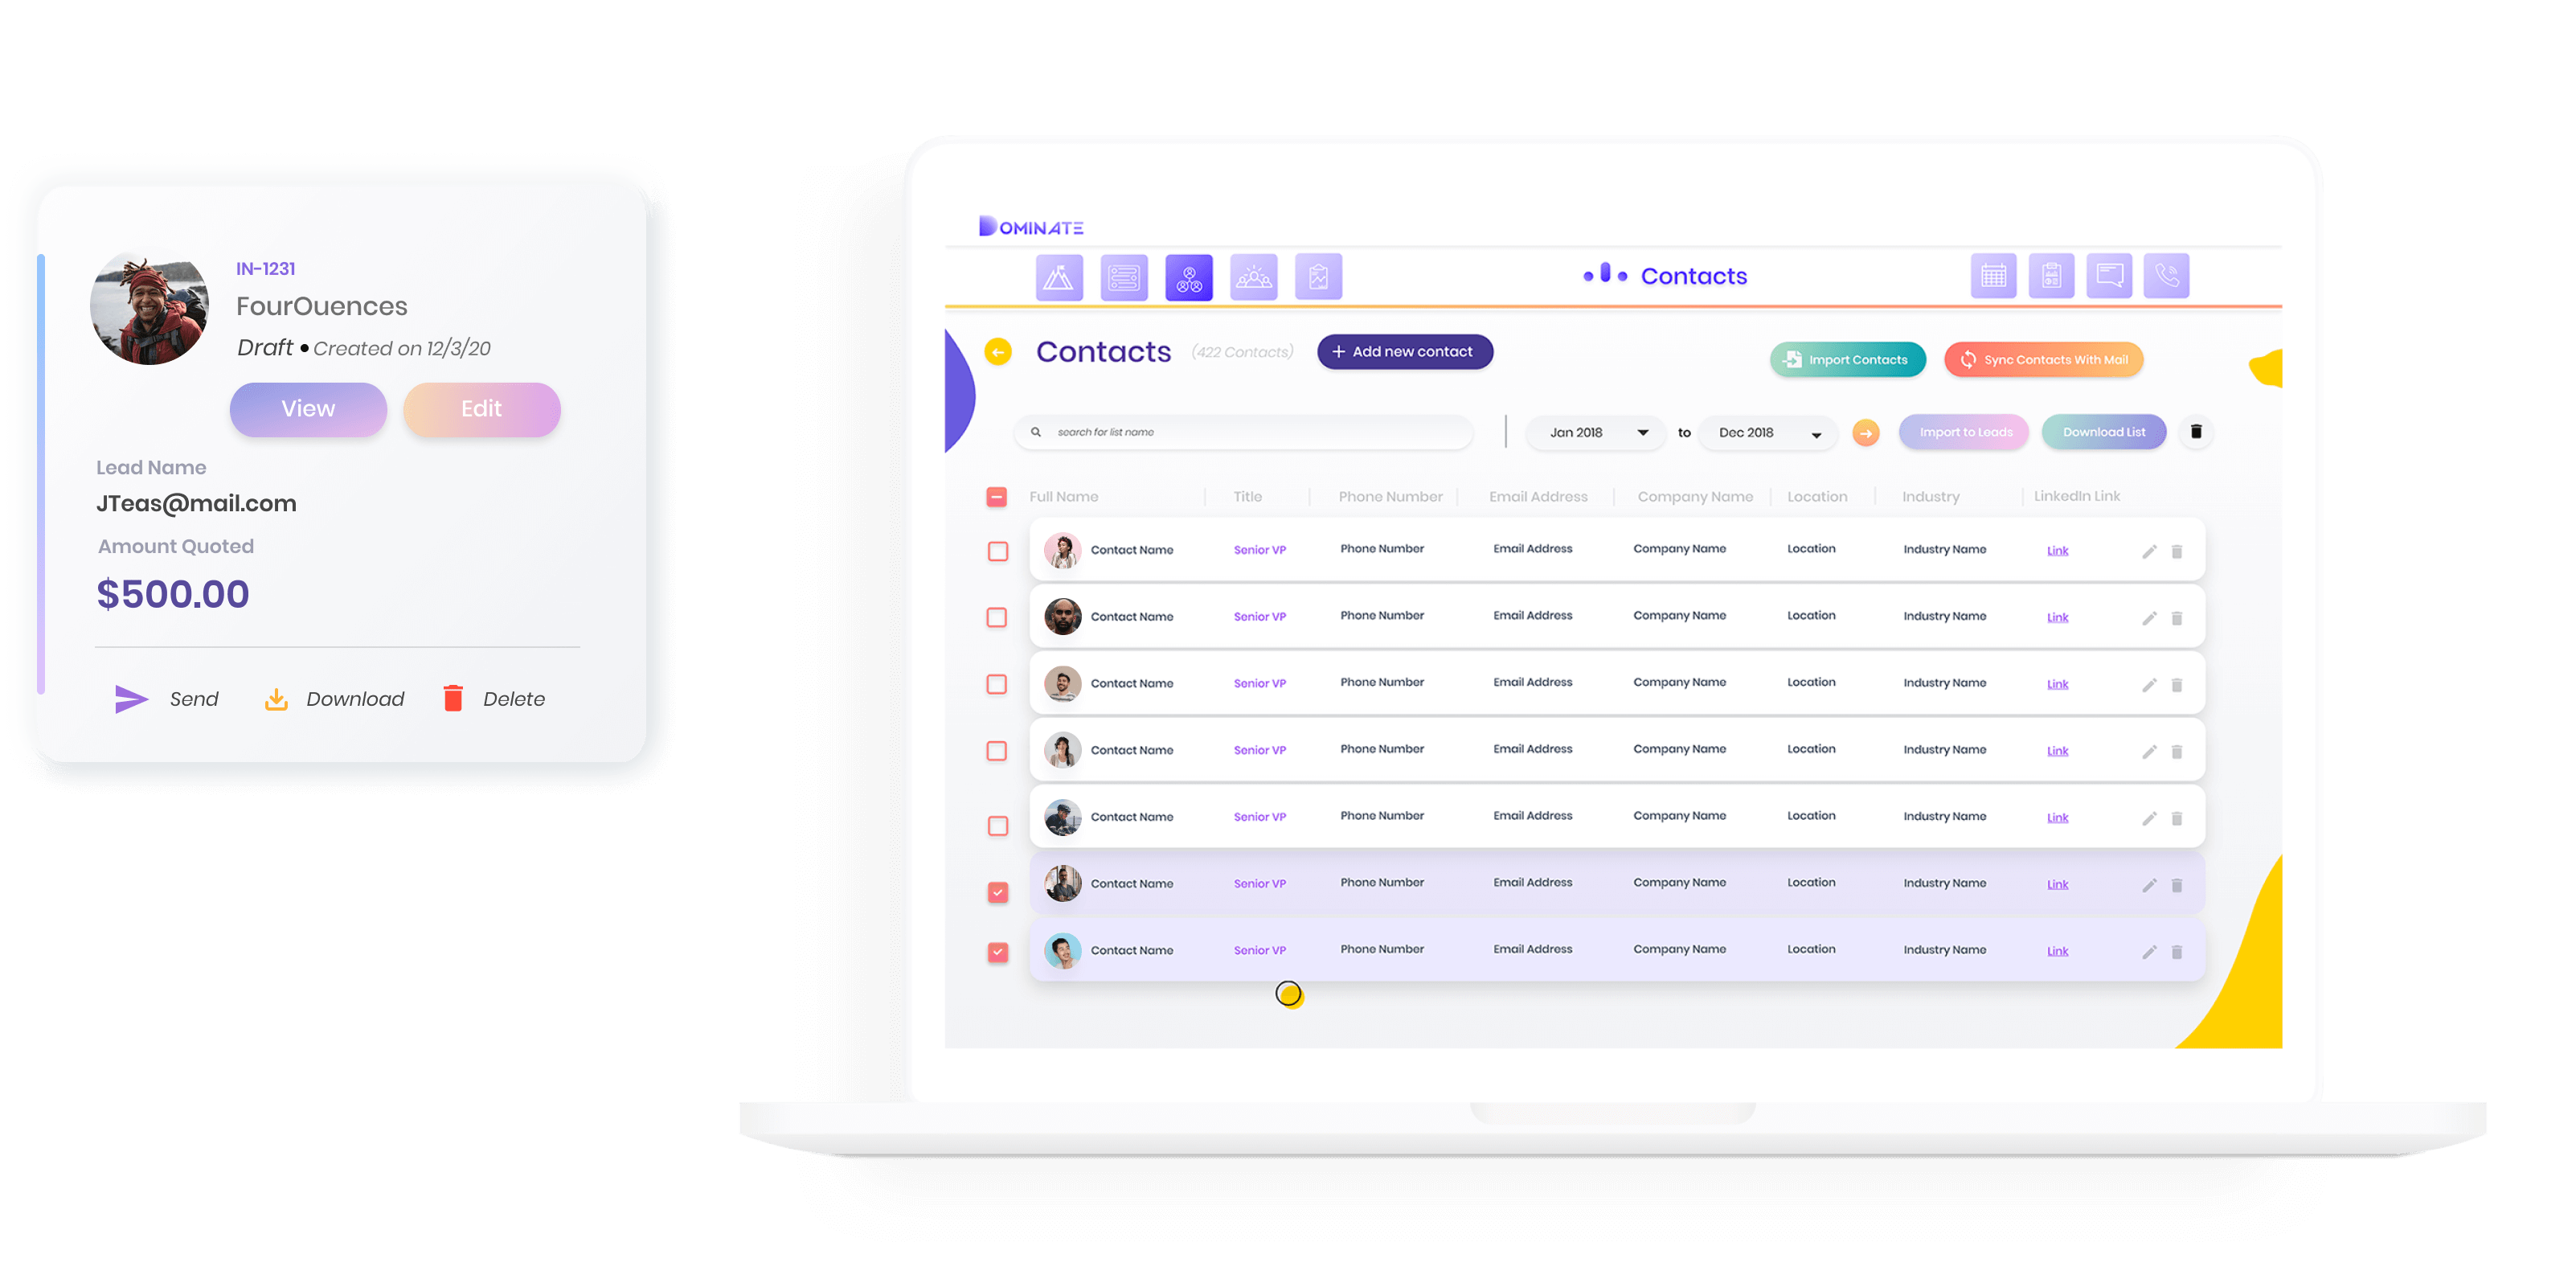 IN-1231
FourOuences
Draft • Created on 12/3/20
View Edit
Lead Name
JTeas@mail.com
Amount Quoted
$500.00
Send Download Delete
DOMINATE
Contacts
Contacts (422 Contacts) + Add new contact Import Contacts Sync Contacts With Mail
search for list name Jan 2018 to Dec 2018 Import to Leads Download List
Full Name Title Phone Number Email Address Company Name Location Industry LinkedIn Link
Contact Name Senior VP Phone Number Email Address Company Name Location Industry Name Link
Contact Name Senior VP Phone Number Email Address Company Name Location Industry Name Link
Contact Name Senior VP Phone Number Email Address Company Name Location Industry Name Link
Contact Name Senior VP Phone Number Email Address Company Name Location Industry Name Link
Contact Name Senior VP Phone Number Email Address Company Name Location Industry Name Link
Contact Name Senior VP Phone Number Email Address Company Name Location Industry Name Link
Contact Name Senior VP Phone Number Email Address Company Name Location Industry Name Link